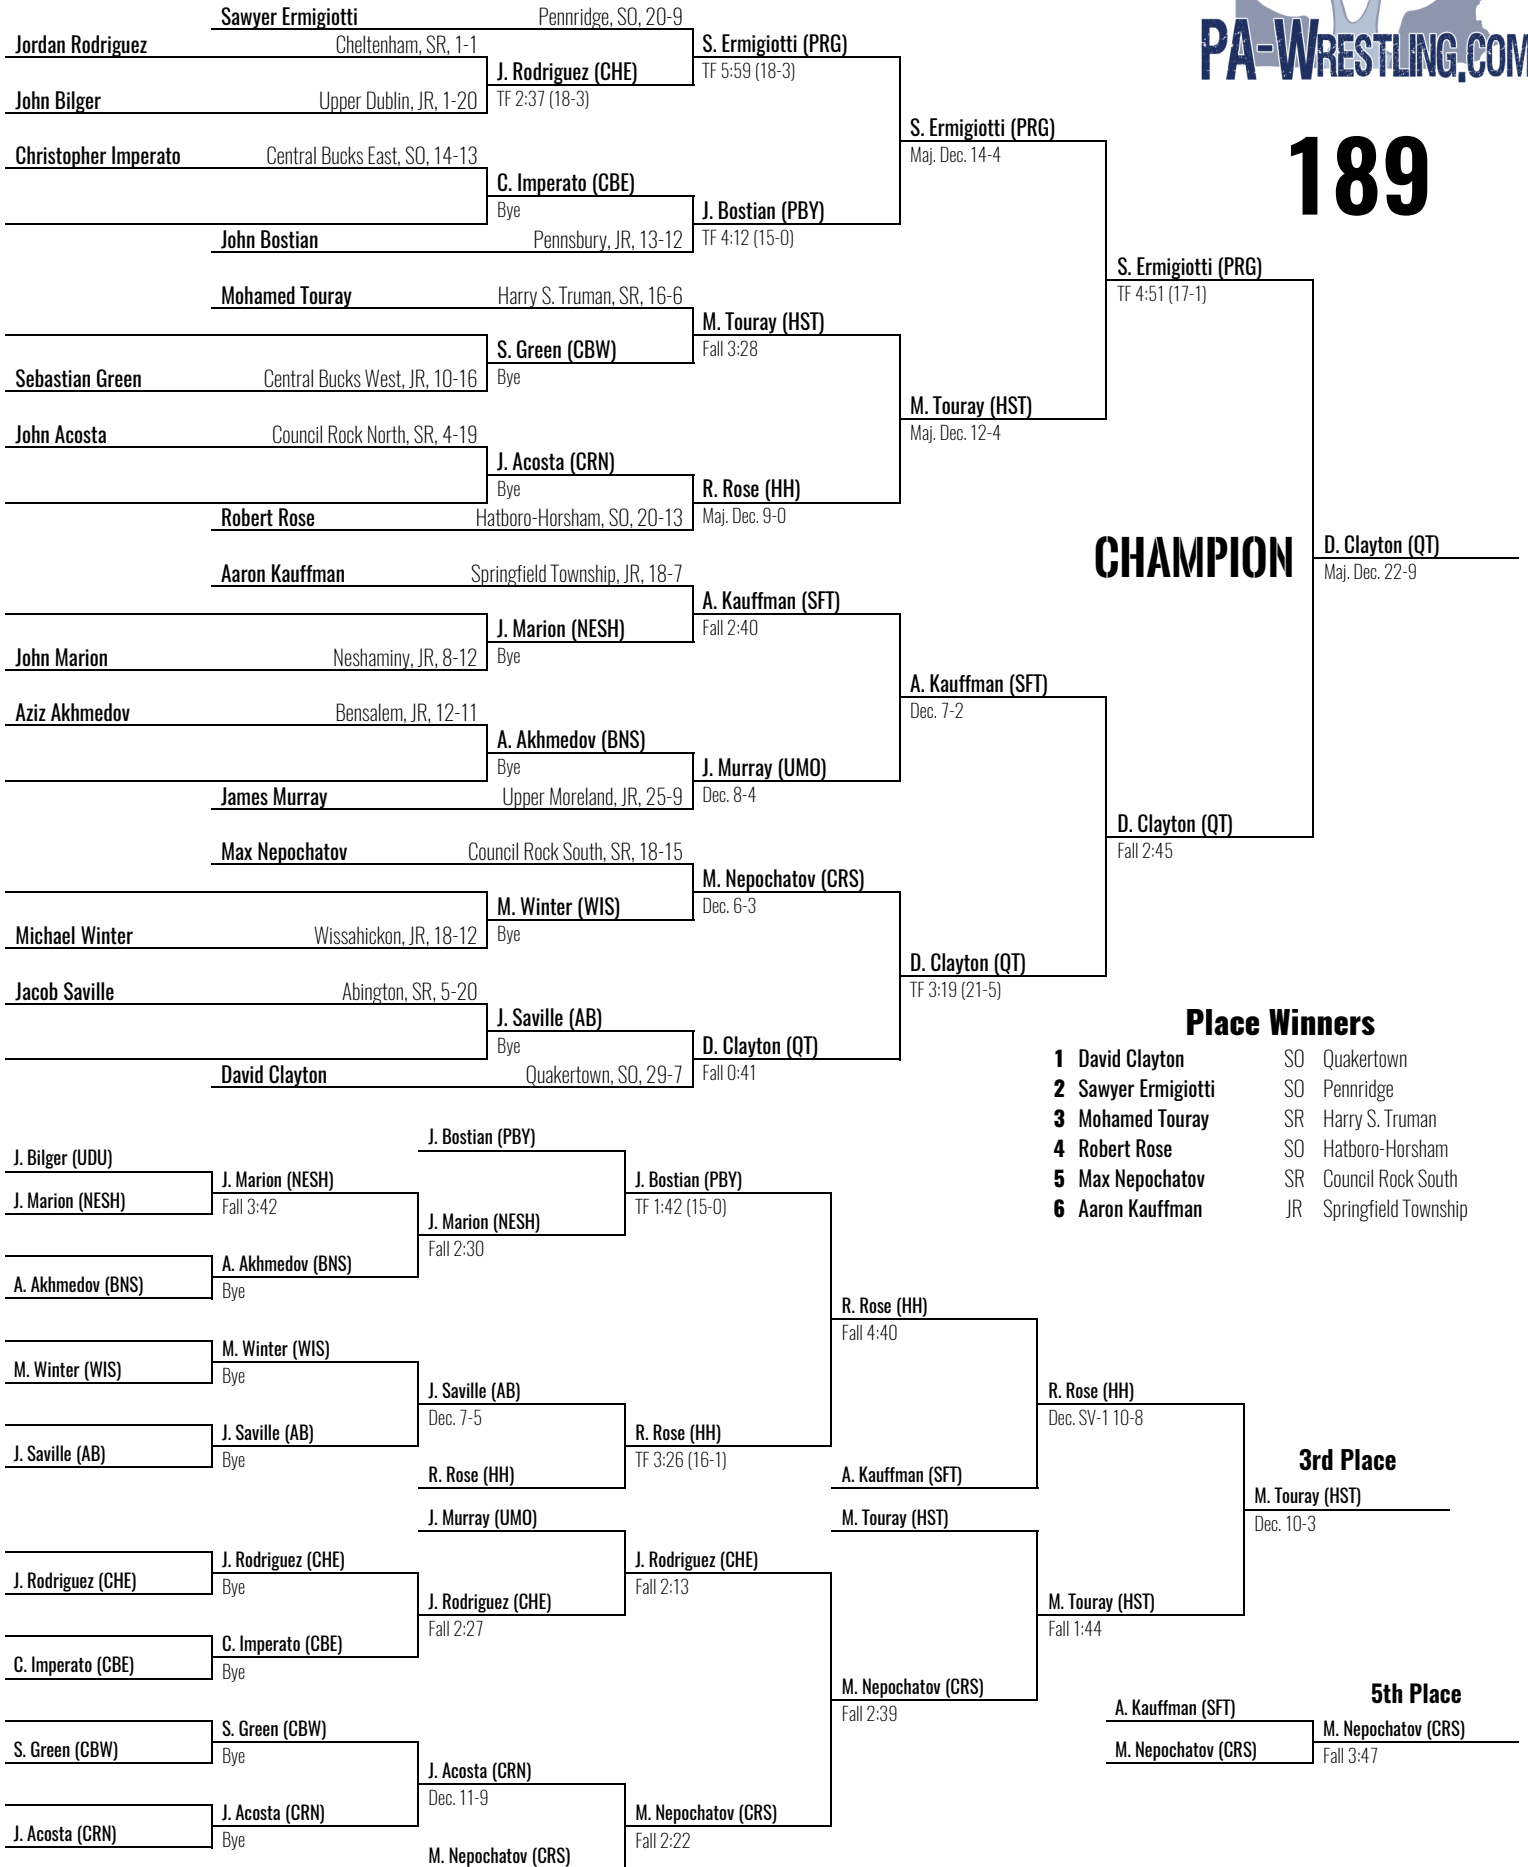 PA-WRESTLING.COM
189
Sawyer Ermigiotti Pennridge, SO, 20-9
Jordan Rodriguez Cheltenham, SR, 1-1
S. Ermigiotti (PRG)
TF 5:59 (18-3)
J. Rodriguez (CHE)
TF 2:37 (18-3)
John Bilger Upper Dublin, JR, 1-20
S. Ermigiotti (PRG)
Maj. Dec. 14-4
Christopher Imperato Central Bucks East, SO, 14-13
C. Imperato (CBE)
Bye
J. Bostian (PBY)
TF 4:12 (15-0)
John Bostian Pennsbury, JR, 13-12
S. Ermigiotti (PRG)
TF 4:51 (17-1)
Mohamed Touray Harry S. Truman, SR, 16-6
M. Touray (HST)
Fall 3:28
S. Green (CBW)
Bye
Sebastian Green Central Bucks West, JR, 10-16
M. Touray (HST)
Maj. Dec. 12-4
John Acosta Council Rock North, SR, 4-19
J. Acosta (CRN)
Bye
R. Rose (HH)
Maj. Dec. 9-0
Robert Rose Hatboro-Horsham, SO, 20-13
CHAMPION
D. Clayton (QT)
Maj. Dec. 22-9
Aaron Kauffman Springfield Township, JR, 18-7
A. Kauffman (SFT)
Fall 2:40
J. Marion (NESH)
Bye
John Marion Neshaminy, JR, 8-12
A. Kauffman (SFT)
Dec. 7-2
Aziz Akhmedov Bensalem, JR, 12-11
A. Akhmedov (BNS)
Bye
J. Murray (UMO)
Dec. 8-4
James Murray Upper Moreland, JR, 25-9
D. Clayton (QT)
Fall 2:45
Max Nepochatov Council Rock South, SR, 18-15
M. Nepochatov (CRS)
Dec. 6-3
M. Winter (WIS)
Bye
Michael Winter Wissahickon, JR, 18-12
D. Clayton (QT)
TF 3:19 (21-5)
Jacob Saville Abington, SR, 5-20
J. Saville (AB)
Bye
D. Clayton (QT)
Fall 0:41
David Clayton Quakertown, SO, 29-7
Place Winners
1 David Clayton SO Quakertown
2 Sawyer Ermigiotti SO Pennridge
3 Mohamed Touray SR Harry S. Truman
4 Robert Rose SO Hatboro-Horsham
5 Max Nepochatov SR Council Rock South
6 Aaron Kauffman JR Springfield Township
J. Bostian (PBY)
J. Bilger (UDU)
J. Marion (NESH)
Fall 3:42
J. Marion (NESH)
J. Bostian (PBY)
TF 1:42 (15-0)
J. Marion (NESH)
Fall 2:30
A. Akhmedov (BNS)
Bye
A. Akhmedov (BNS)
R. Rose (HH)
Fall 4:40
M. Winter (WIS)
Bye
M. Winter (WIS)
J. Saville (AB)
Dec. 7-5
R. Rose (HH)
Dec. SV-1 10-8
J. Saville (AB)
Bye
J. Saville (AB)
R. Rose (HH)
TF 3:26 (16-1)
R. Rose (HH)
A. Kauffman (SFT)
3rd Place
M. Touray (HST)
Dec. 10-3
J. Murray (UMO)
M. Touray (HST)
J. Rodriguez (CHE)
Bye
J. Rodriguez (CHE)
J. Rodriguez (CHE)
Fall 2:13
J. Rodriguez (CHE)
Fall 2:27
M. Touray (HST)
Fall 1:44
C. Imperato (CBE)
Bye
C. Imperato (CBE)
M. Nepochatov (CRS)
Fall 2:39
5th Place
A. Kauffman (SFT)
M. Nepochatov (CRS)
Fall 3:47
M. Nepochatov (CRS)
S. Green (CBW)
Bye
S. Green (CBW)
J. Acosta (CRN)
Dec. 11-9
J. Acosta (CRN)
Bye
J. Acosta (CRN)
M. Nepochatov (CRS)
Fall 2:22
M. Nepochatov (CRS)